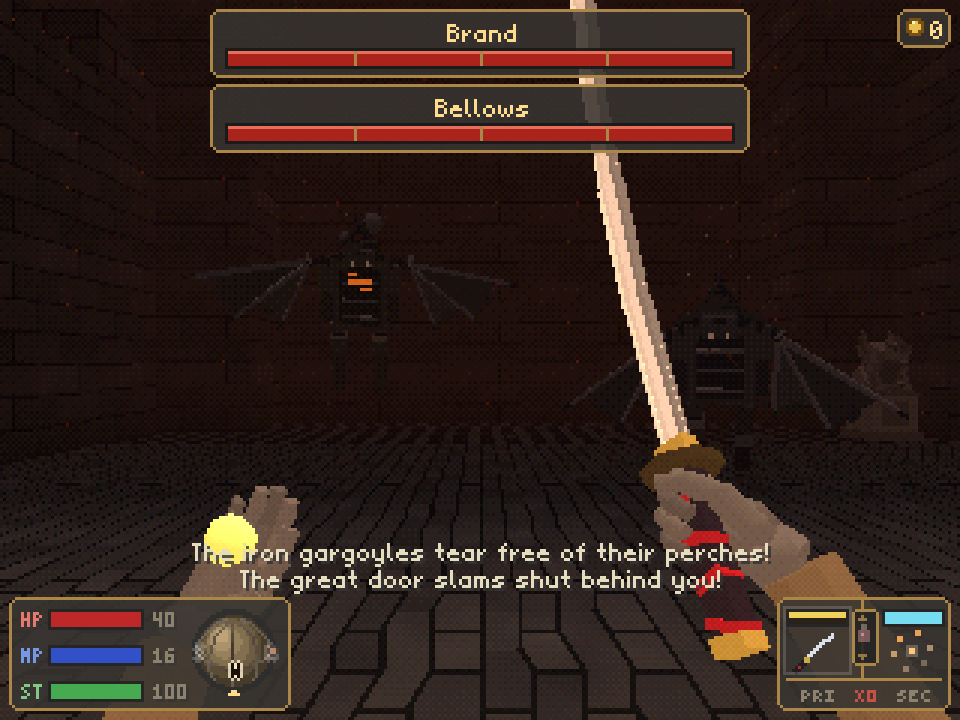 Brand
0
Bellows
The iron gargoyles tear free of their perches!
The great door slams shut behind you!
HP 40
MP 16
ST 100
N
PRI X0 SEC